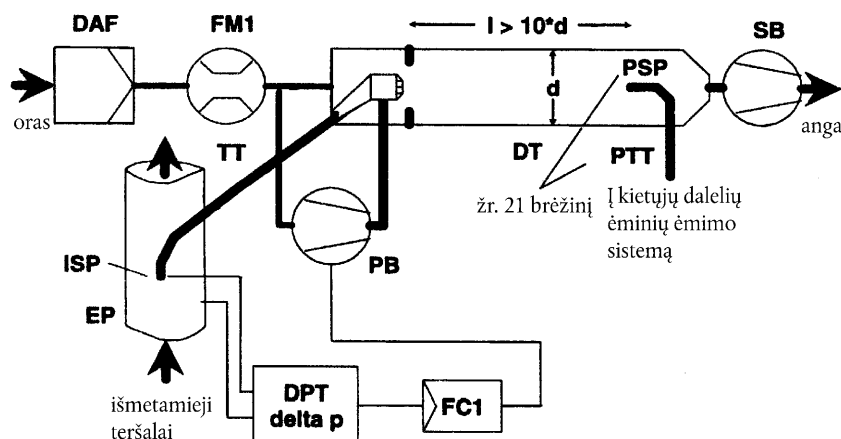 DAF
FM1
l > 10*d
SB
PSP
d
oras
anga
TT
DT
PTT
žr. 21 brėžinį
Į kietųjų dalelių
ėminių ėmimo
sistemą
PB
ISP
EP
DPT
delta p
FC1
išmetamieji
teršalai